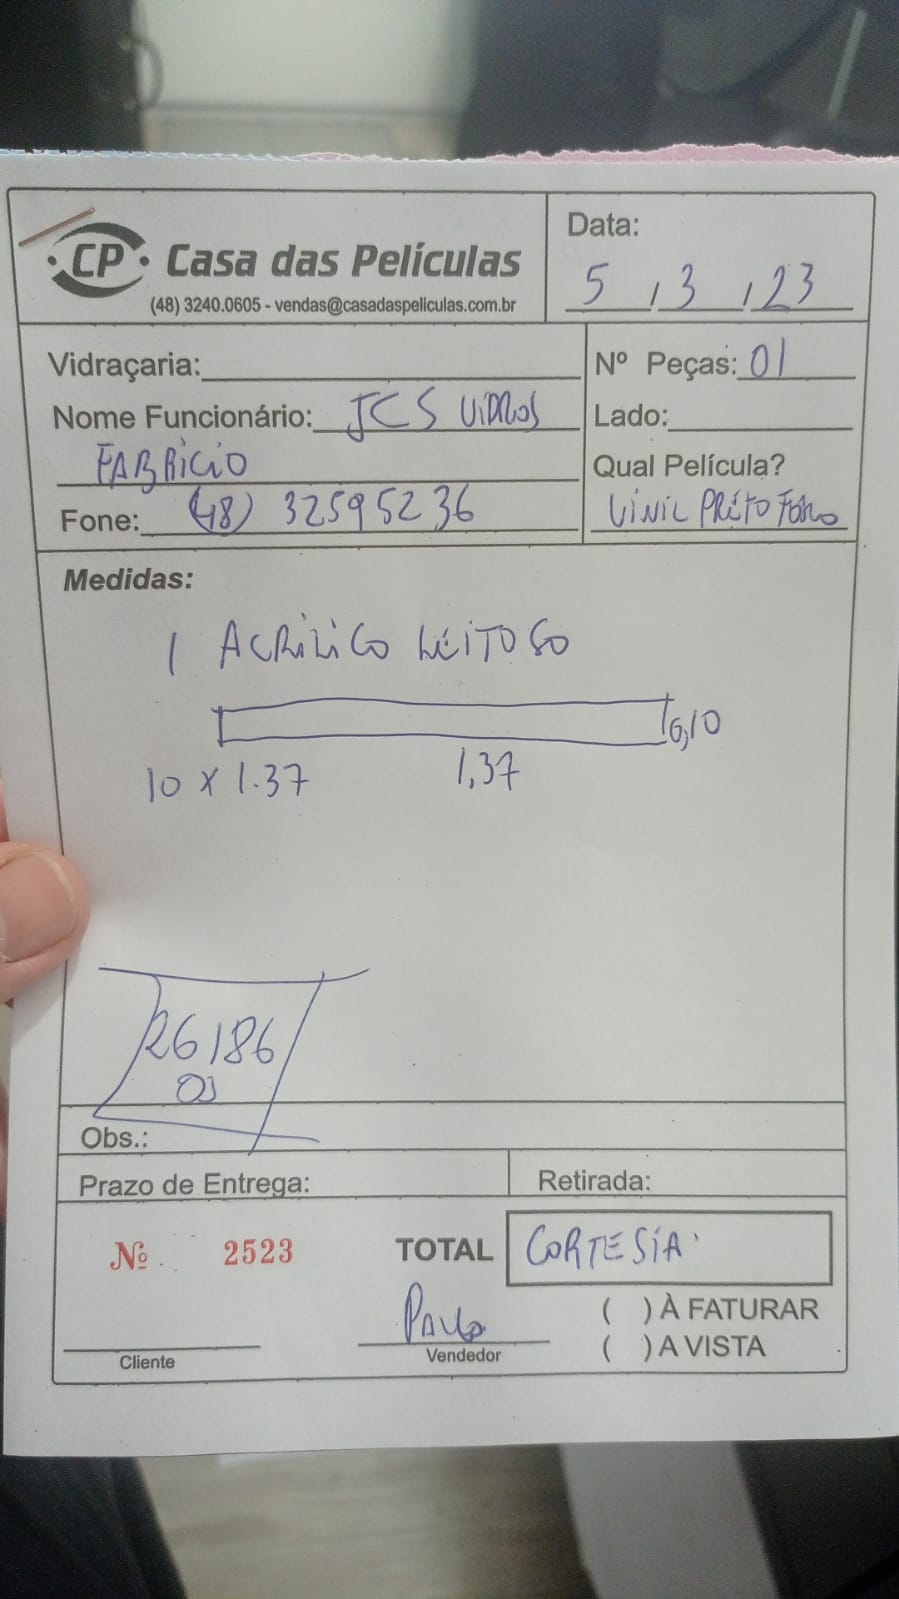 CP Casa das Películas
(48) 3240.0605 - vendas@casadaspeliculas.com.br
Data:
5 / 3 / 23
Vidraçaria:
Nº Peças: 01
Nome Funcionário: JCS VIDROS
Lado:
FABRICIO
Qual Película?
Fone: (48) 32595236
VINIL PRETO FOSCO
Medidas:
1 ACRILICO LEITOSO
0,10
10 x 1.37
1,37
26186
OS
Obs.:
Prazo de Entrega:
Retirada:
Nº 2523
TOTAL CORTESIA
PAULO
( ) À FATURAR
Cliente
Vendedor
( ) A VISTA